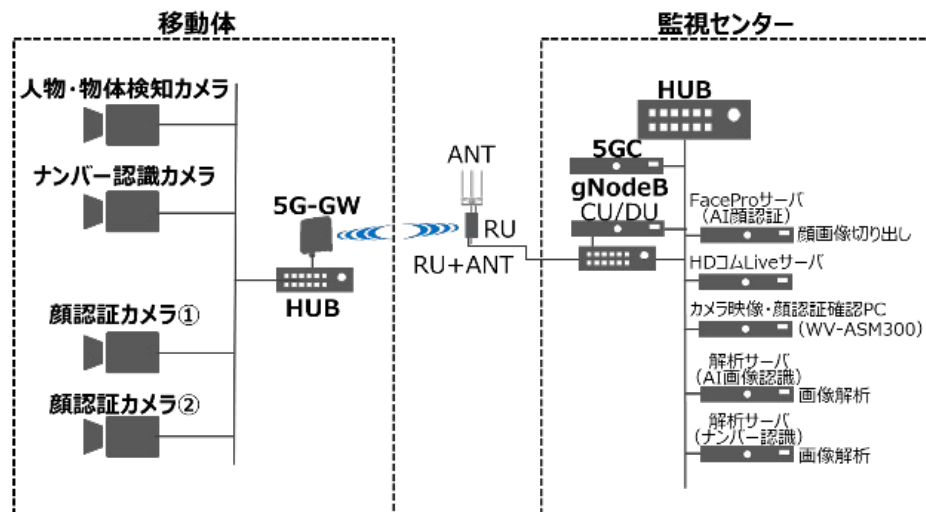 移動体
人物・物体検知カメラ
ナンバー認識カメラ
5G-GW
HUB
顔認証カメラ①
顔認証カメラ②
ANT
RU
RU+ANT
監視センター
HUB
5GC
gNodeB
CU/DU
FaceProサーバ
(AI顔認証)
顔画像切り出し
HDコムLiveサーバ
カメラ映像・顔認証確認PC
(WV-ASM300)
解析サーバ
(AI画像認識)
画像解析
解析サーバ
(ナンバー認識)
画像解析